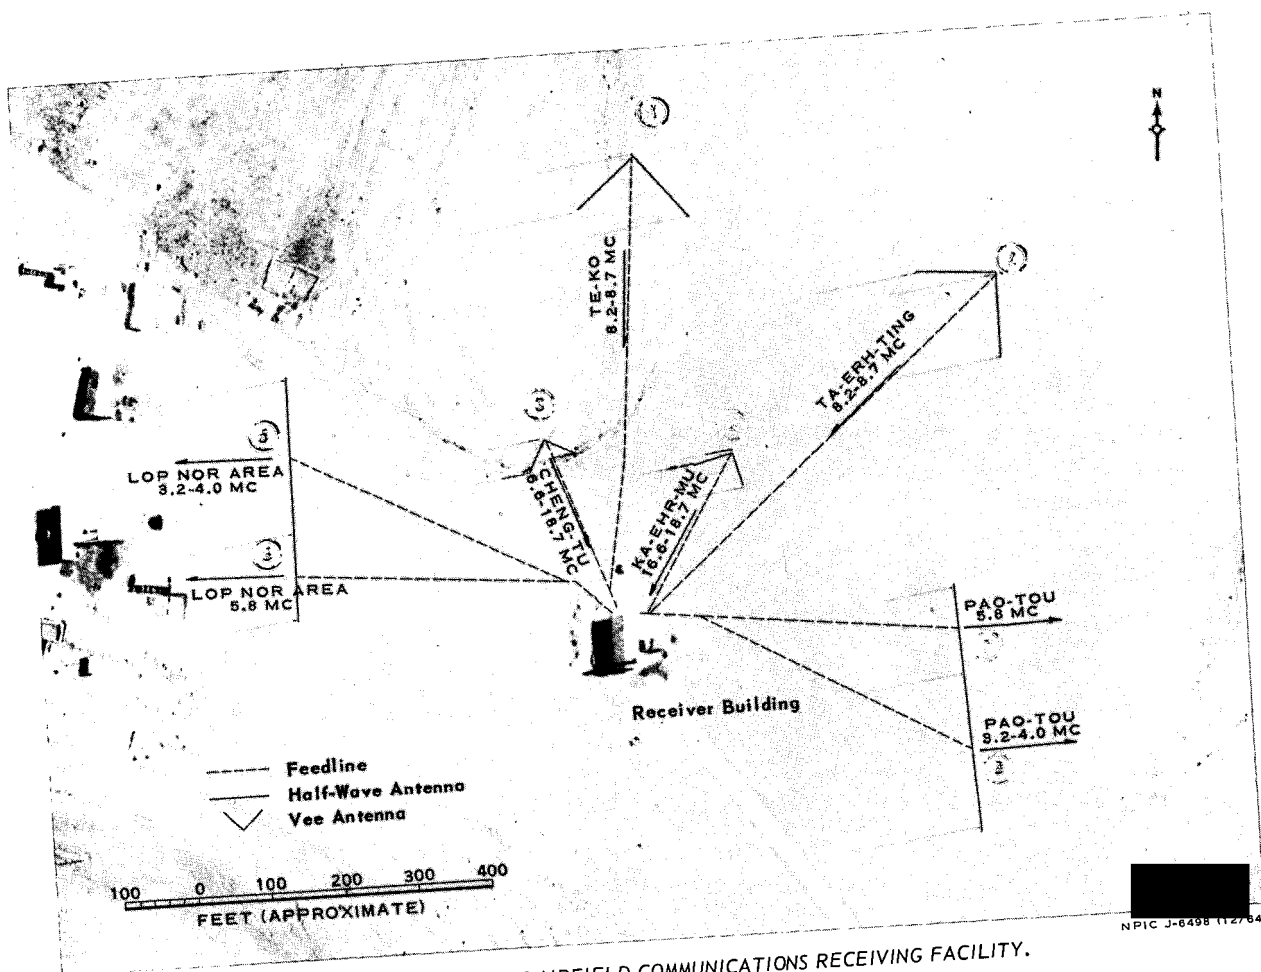 N
TE-KO
8.2-8.7 MC
TA-ERH-TING
8.2-8.7 MC
3
LOP NOR AREA
3.2-4.0 MC
CHENG-TU
16.6-18.7 MC
KA-EHR-MU
16.6-18.7 MC
LOP NOR AREA
5.8 MC
PAO-TOU
5.8 MC
PAO-TOU
3.2-4.0 MC
Receiver Building
Feedline
Half-Wave Antenna
Vee Antenna
100 0 100 200 300 400
FEET (APPROXIMATE)
NPIC J-6498 (12/64
COMMUNICATIONS RECEIVING FACILITY.